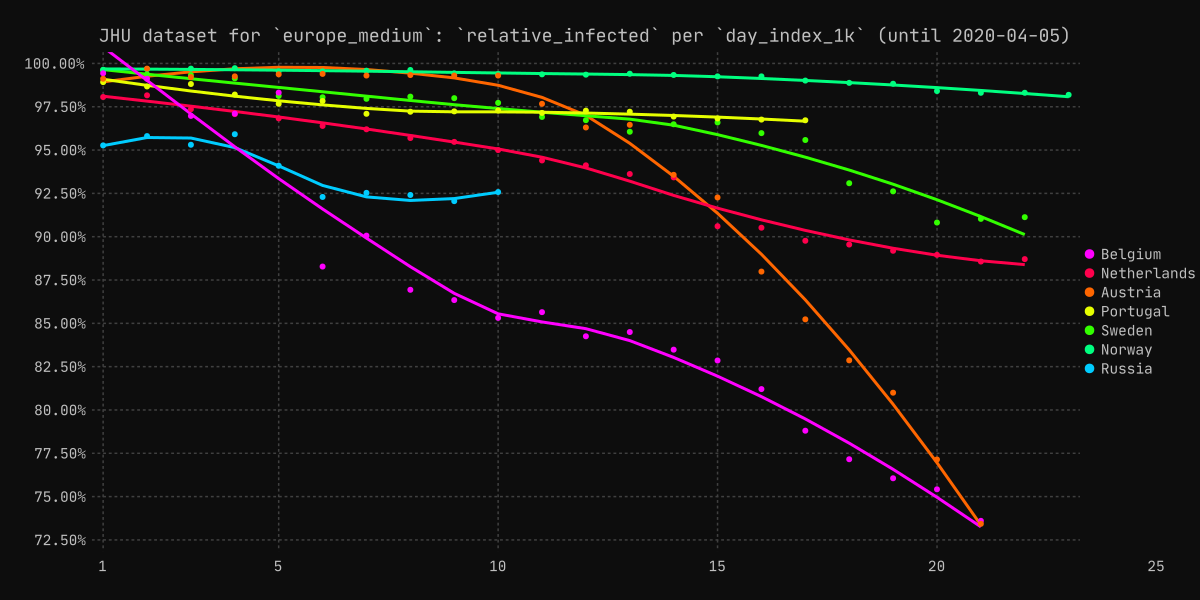 JHU dataset for `europe_medium`: `relative_infected` per `day_index_1k` (until 2020-04-05)
100.00%
97.50%
95.00%
92.50%
90.00%
87.50%
85.00%
82.50%
80.00%
77.50%
75.00%
72.50%
1 5 10 15 20 25
Belgium
Netherlands
Austria
Portugal
Sweden
Norway
Russia